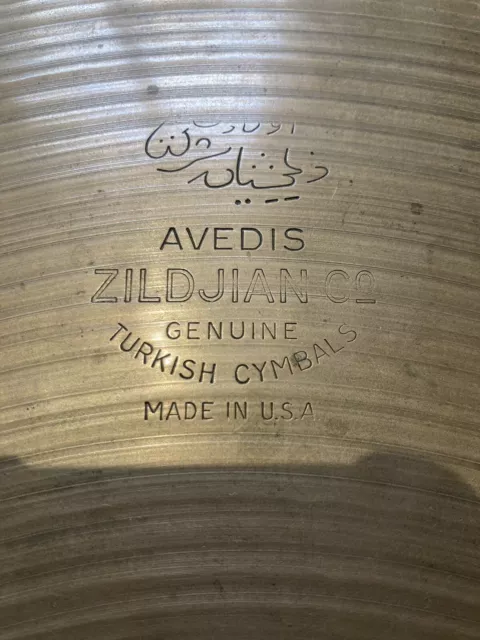 AVEDIS
ZILDJIAN Co
GENUINE
TURKISH CYMBALS
MADE IN U.S.A.